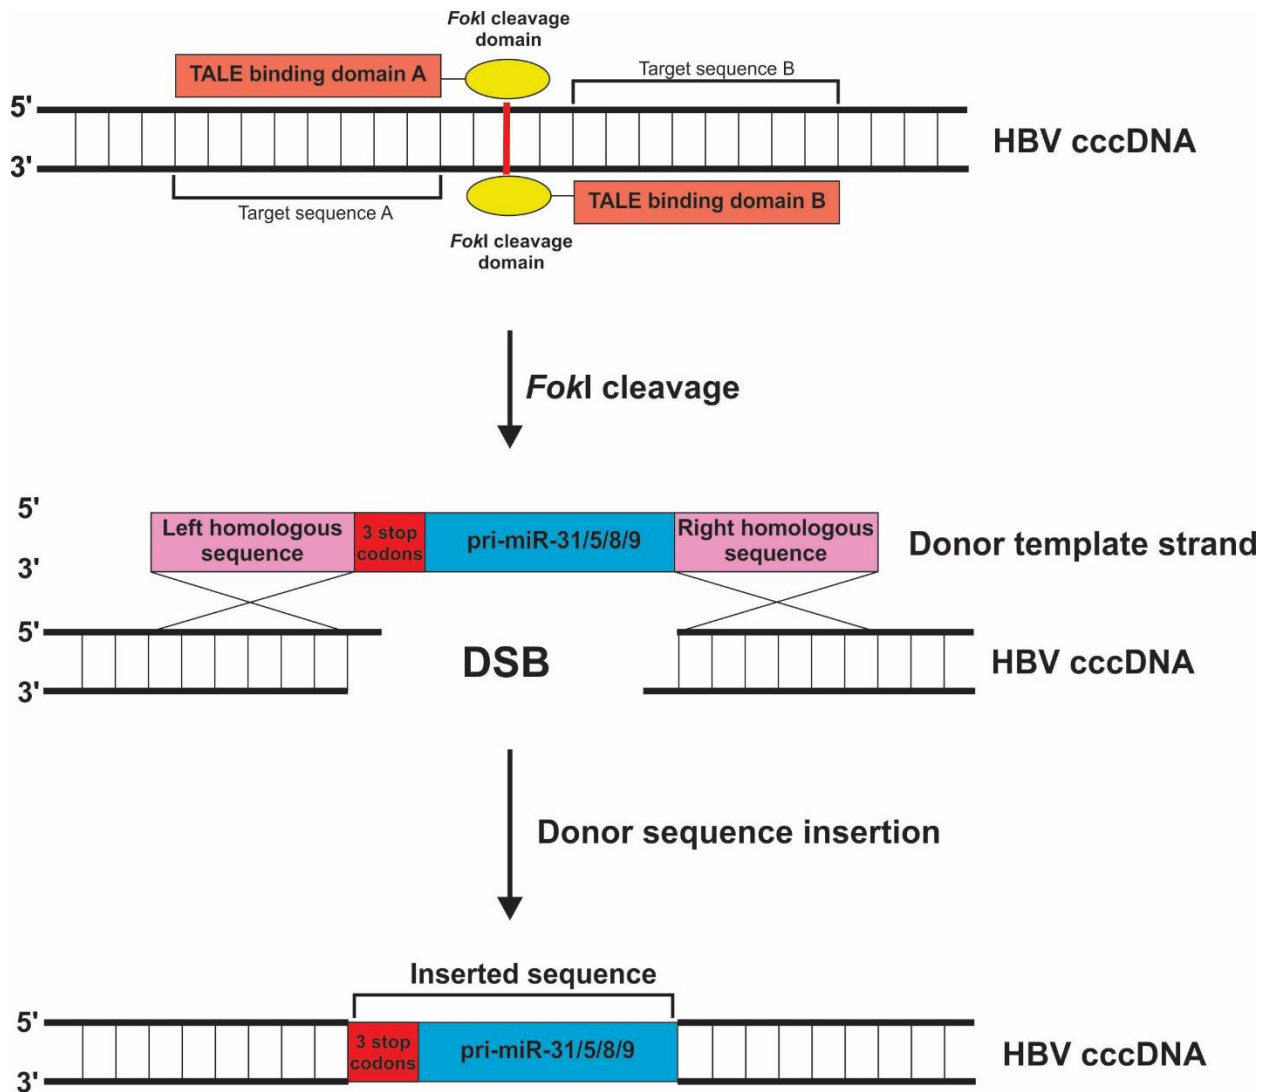 FokI cleavage
domain
TALE binding domain A
Target sequence B
5'
3'
HBV cccDNA
Target sequence A
TALE binding domain B
FokI cleavage
domain
FokI cleavage
5'
3'
Left homologous
sequence
3 stop
codons
pri-miR-31/5/8/9
Right homologous
sequence
Donor template strand
5'
3'
DSB
HBV cccDNA
Donor sequence insertion
Inserted sequence
5'
3'
3 stop
codons
pri-miR-31/5/8/9
HBV cccDNA